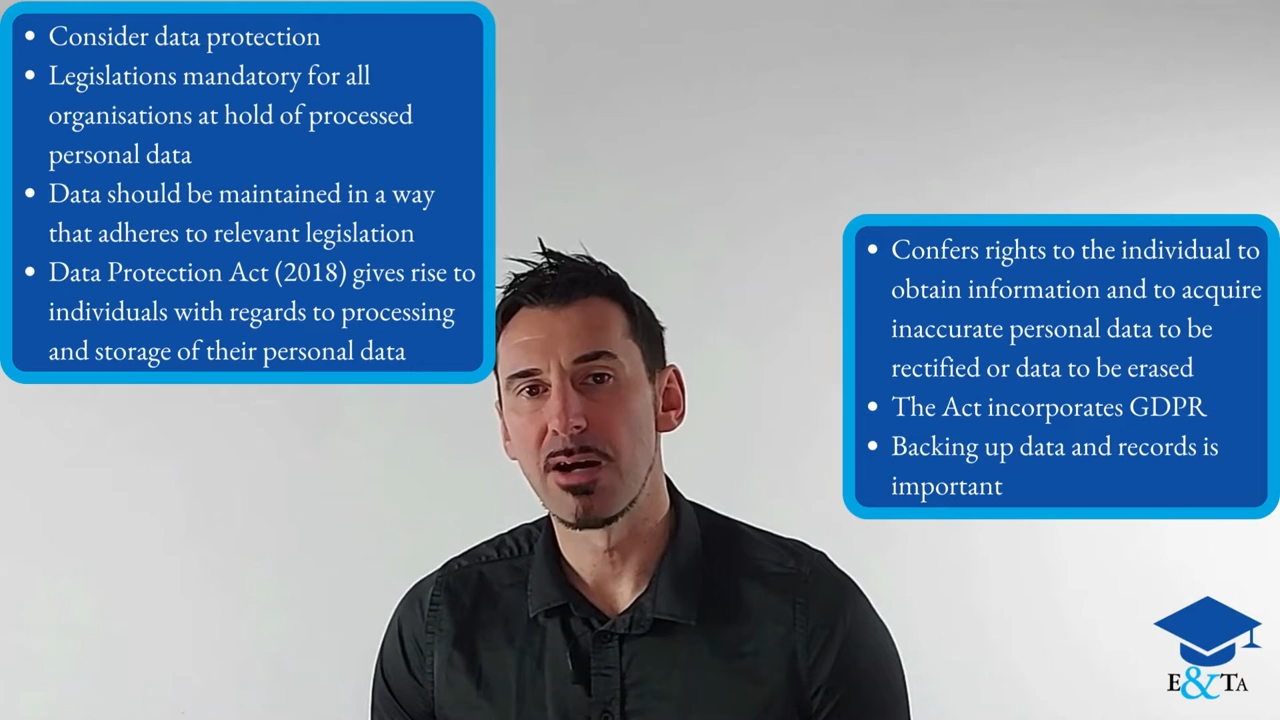 Consider data protection
Legislations mandatory for all
organisations at hold of processed
personal data
Data should be maintained in a way
that adheres to relevant legislation
Data Protection Act (2018) gives rise to
individuals with regards to processing
and storage of their personal data
Confers rights to the individual to
obtain information and to acquire
inaccurate personal data to be
rectified or data to be erased
The Act incorporates GDPR
Backing up data and records is
important
E&TA